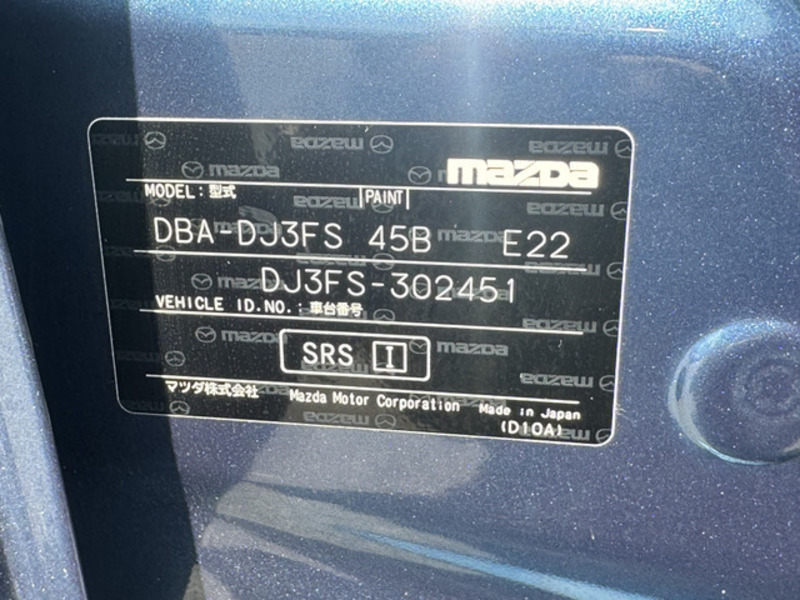 mazda
MODEL: 型式 PAINT
DBA-DJ3FS 45B E22
DJ3FS-302451
VEHICLE ID.NO.: 車台番号
SRS I
マツダ株式会社 Mazda Motor Corporation Made in Japan
(D10A)